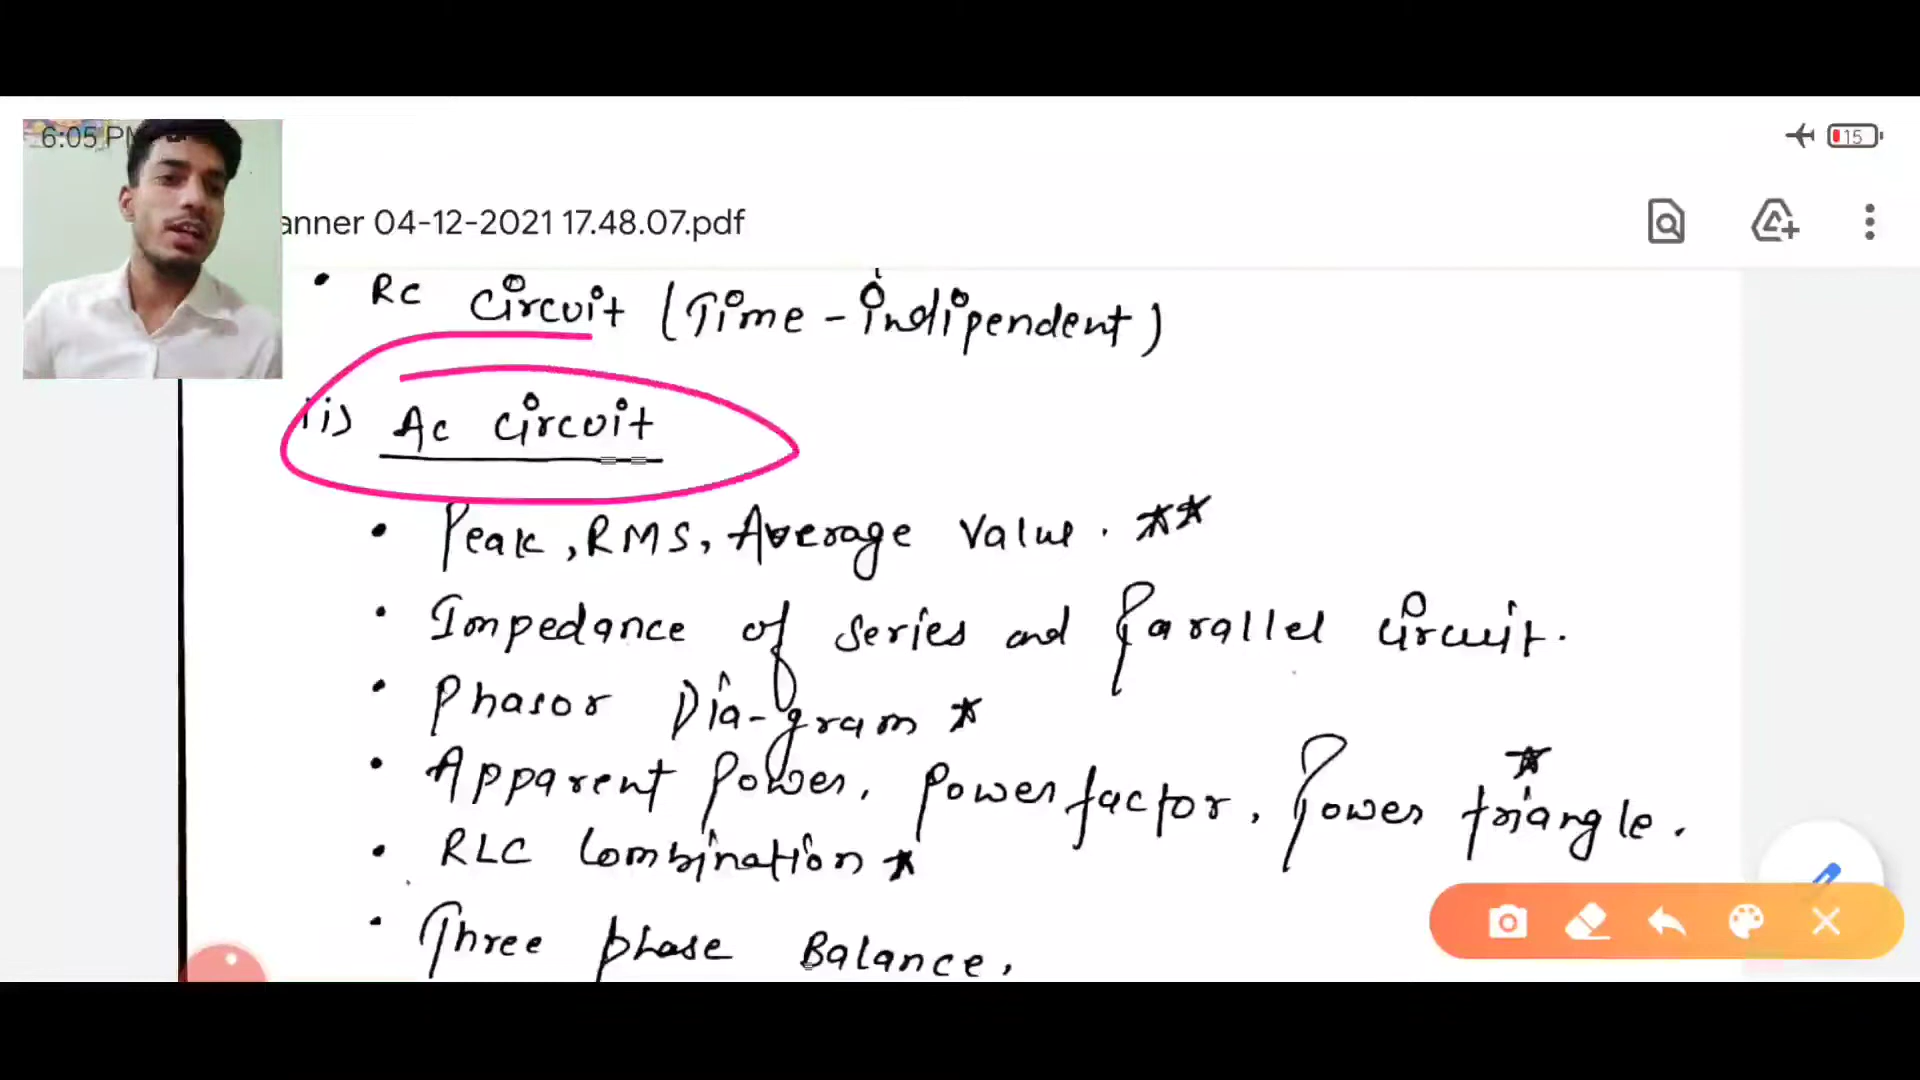 6:05 PM
15
anner 04-12-2021 17.48.07.pdf
• RC Circuit (Time - indipendent)
ii) Ac Circuit
• Peak, RMS, Average Value. **
• Impedance of series and Parallel Circuit.
• Phasor Dia-gram *
• Apparent Power, Power factor, Power triangle. *
• RLC Combination *
• Three phase Balance.